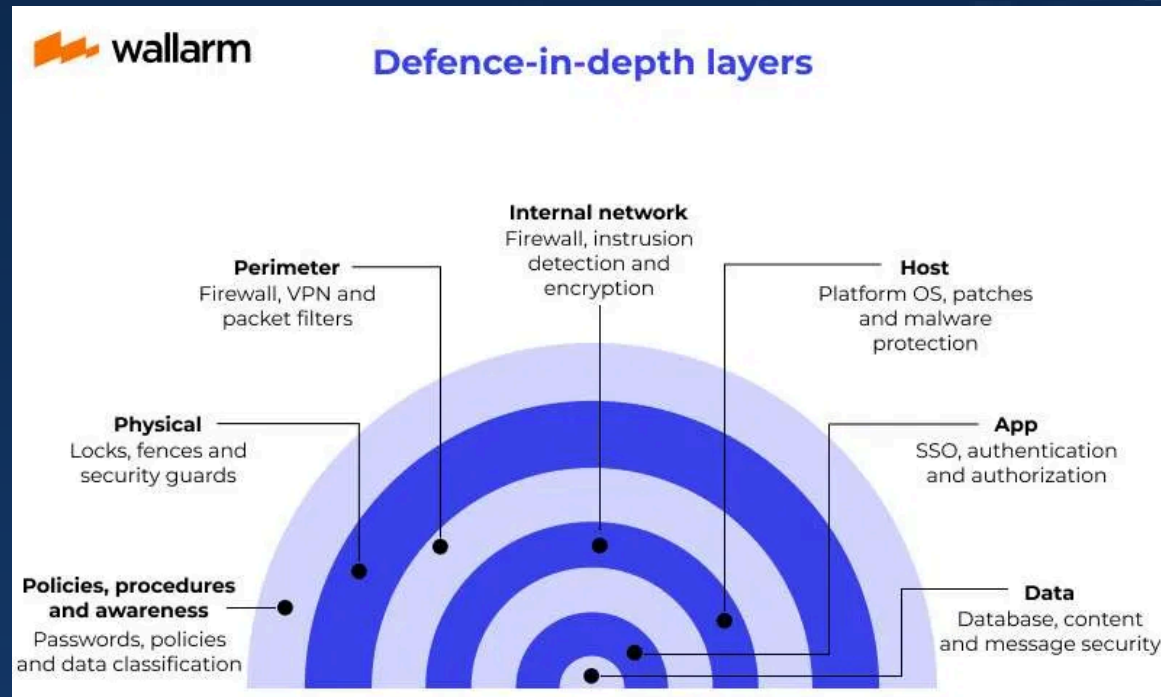 wallarm
Defence-in-depth layers
Internal network
Firewall, instrusion
detection and
encryption
Perimeter
Firewall, VPN and
packet filters
Host
Platform OS, patches
and malware
protection
Physical
Locks, fences and
security guards
App
SSO, authentication
and authorization
Policies, procedures
and awareness
Passwords, policies
and data classification
Data
Database, content
and message security